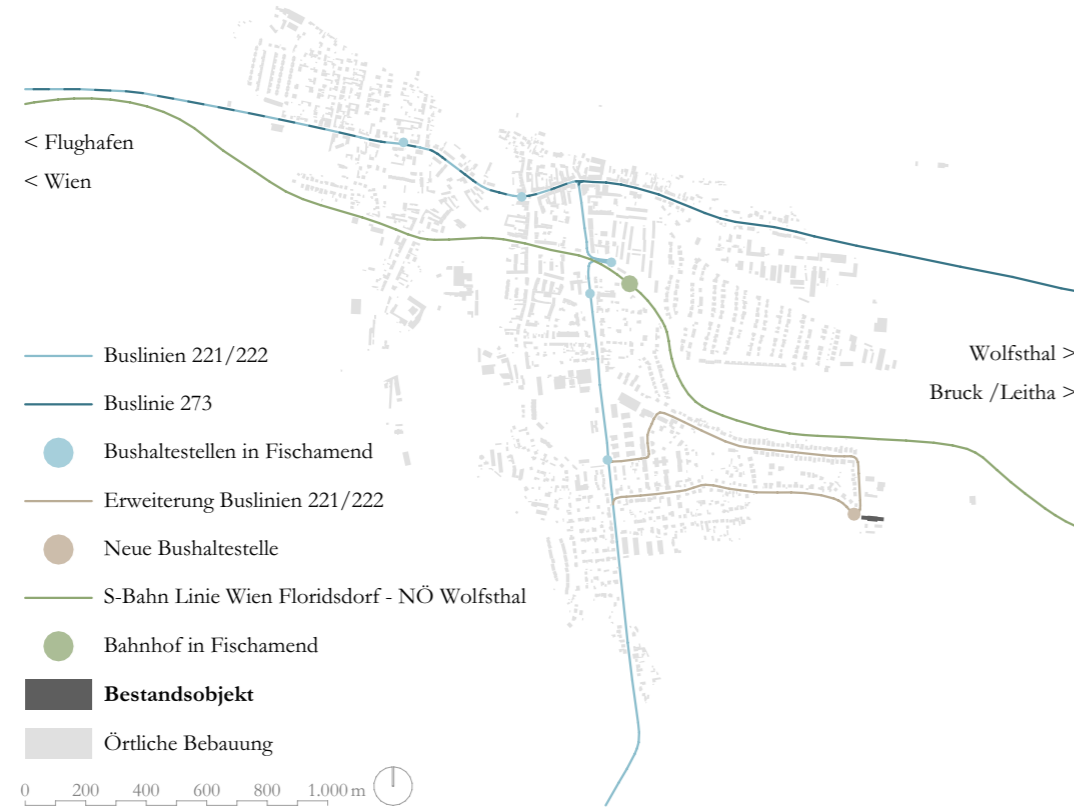 < Flughafen
< Wien
Wolfsthal >
Bruck /Leitha >
Buslinien 221/222
Buslinie 273
Bushaltestellen in Fischamend
Erweiterung Buslinien 221/222
Neue Bushaltestelle
S-Bahn Linie Wien Floridsdorf - NÖ Wolfsthal
Bahnhof in Fischamend
Bestandsobjekt
Örtliche Bebauung
0 200 400 600 800 1.000 m